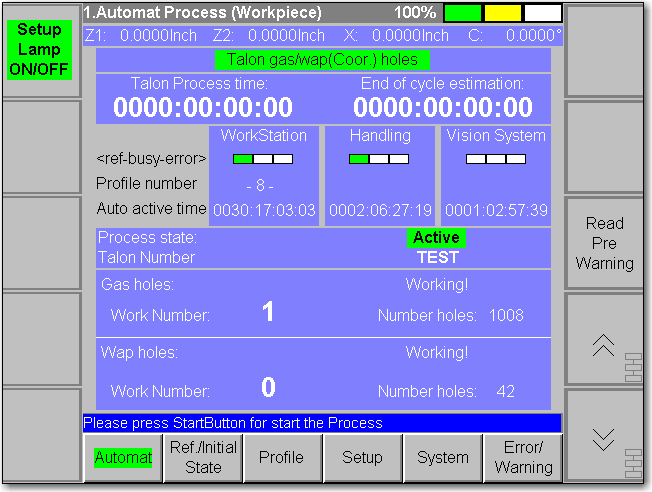 1.Automat Process (Workpiece) 100%
Setup
Lamp
ON/OFF
Z1: 0.0000Inch Z2: 0.0000Inch X: 0.0000Inch C: 0.0000°
Talon gas/wap(Coor.) holes
Talon Process time: End of cycle estimation:
0000:00:00:00 0000:00:00:00
WorkStation Handling Vision System
<ref-busy-error>
Profile number - 8 -
Auto active time 0030:17:03:03 0002:06:27:19 0001:02:57:39
Process state: Active
Talon Number TEST
Gas holes: Working!
Work Number: 1 Number holes: 1008
Wap holes: Working!
Work Number: 0 Number holes: 42
Read
Pre
Warning
Please press StartButton for start the Process
Automat
Ref./Initial
State
Profile
Setup
System
Error/
Warning